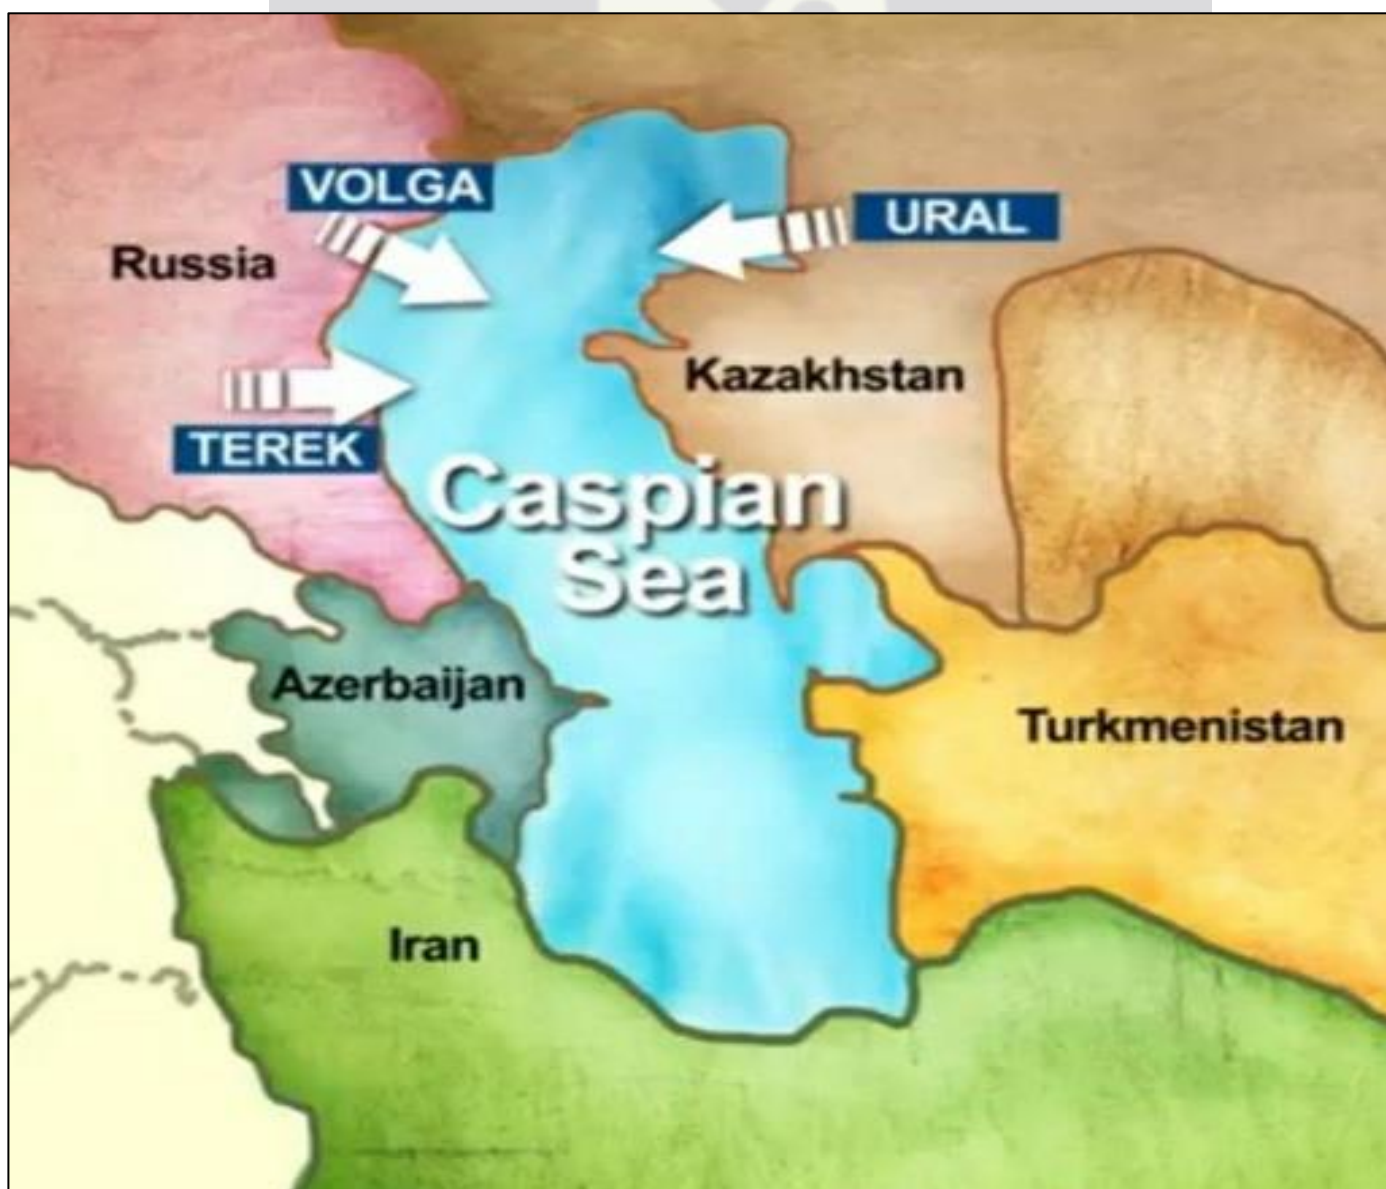 VOLGA
URAL
Russia
Kazakhstan
TEREK
Caspian
Sea
Azerbaijan
Turkmenistan
Iran